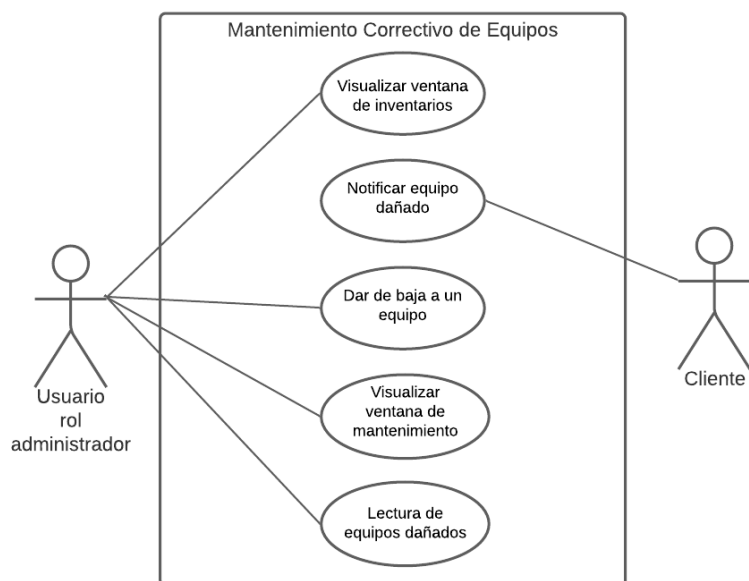 Mantenimiento Correctivo de Equipos
Visualizar ventana
de inventarios
Notificar equipo
dañado
Dar de baja a un
equipo
Visualizar
ventana de
mantenimiento
Lectura de
equipos dañados
Usuario
rol
administrador
Cliente